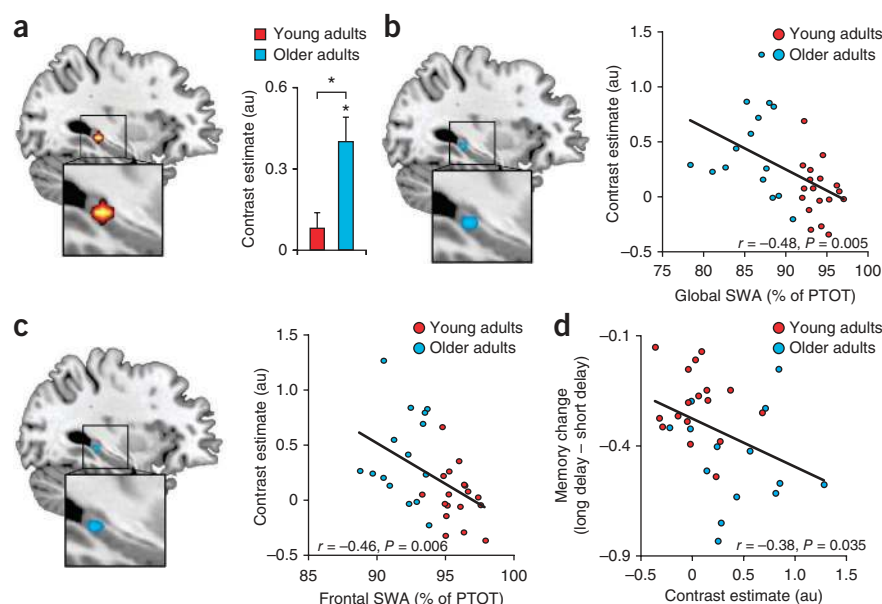 a
Young adults
Older adults
Contrast estimate (au)
0.6
0.3
0
*
*
b
Young adults
Older adults
Contrast estimate (au)
1.5
1.0
0.5
0
−0.5
r = −0.48, P = 0.005
75 80 85 90 95 100
Global SWA (% of PTOT)
c
Young adults
Older adults
Contrast estimate (au)
1.5
1.0
0.5
0
−0.5
r = −0.46, P = 0.006
85 90 95 100
Frontal SWA (% of PTOT)
d
Young adults
Older adults
Memory change
(long delay – short delay)
−0.1
−0.4
−0.9
r = −0.38, P = 0.035
−0.5 0 0.5 1 1.5
Contrast estimate (au)